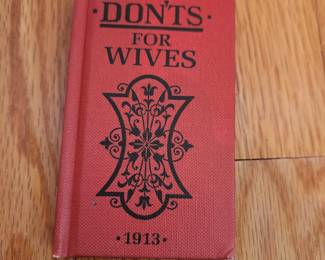 · DON'TS ·
FOR
WIVES
· 1913 ·